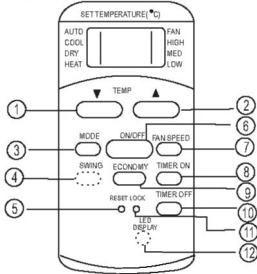 SET TEMPERATURE(°C)
AUTO FAN
COOL HIGH
DRY MED
HEAT LOW
▼ TEMP ▲
1 2
6
MODE ON/OFF FAN SPEED
3 7
SWING ECONOMY TIMER ON
4 8
9
RESET LOCK TIMER OFF
5 10
LED
DISPLAY
11
12